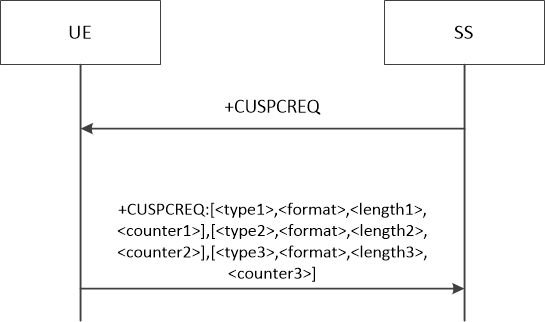 UE
SS
+CUSPCREQ
+CUSPCREQ:[<type1>,<format>,<length1>,
<counter1>],[<type2>,<format>,<length2>,
<counter2>],[<type3>,<format>,<length3>,
<counter3>]